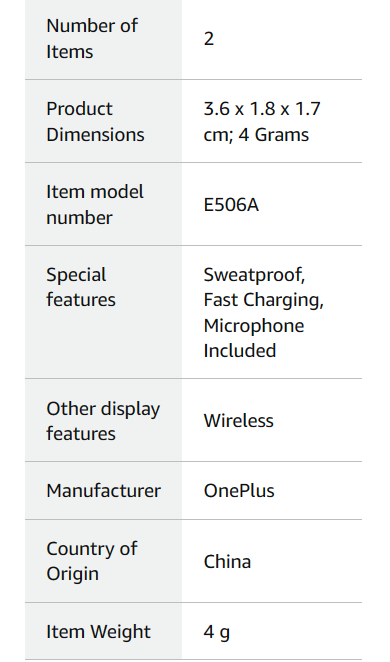 Number of
Items
2
Product
Dimensions
3.6 x 1.8 x 1.7
cm; 4 Grams
Item model
number
E506A
Special
features
Sweatproof,
Fast Charging,
Microphone
Included
Other display
features
Wireless
Manufacturer
OnePlus
Country of
Origin
China
Item Weight
4 g